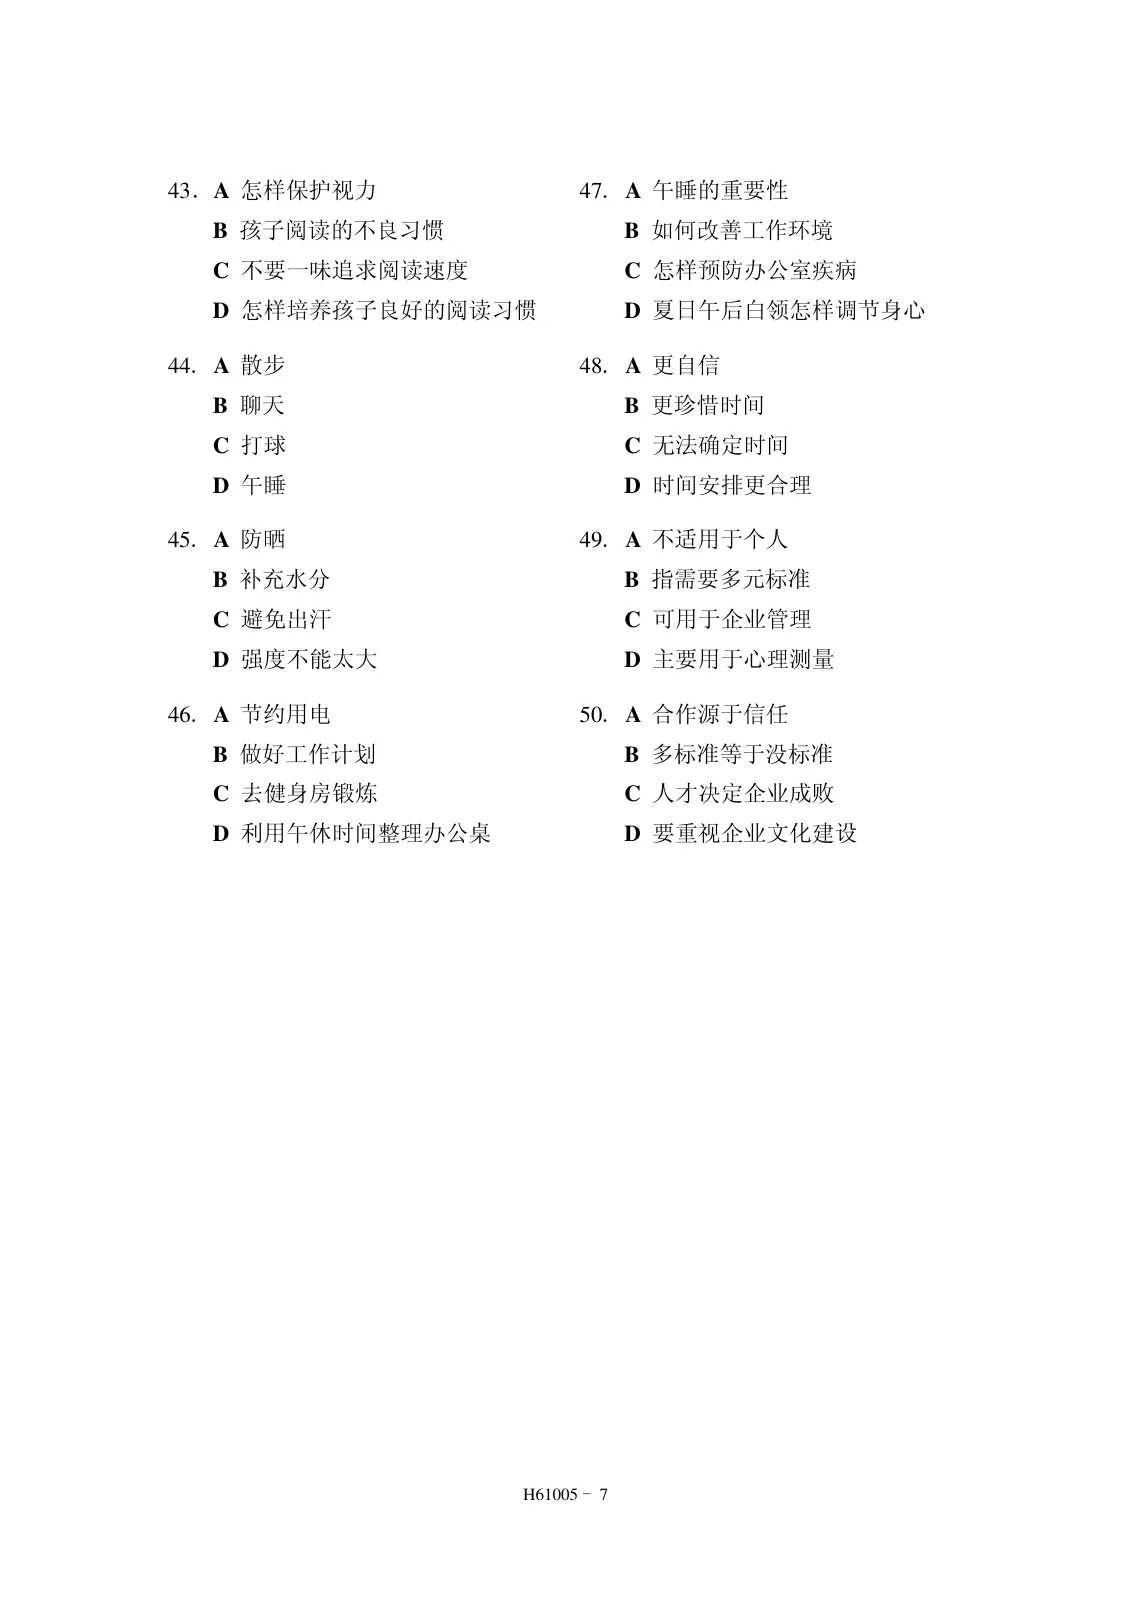 43. A 怎样保护视力
B 孩子阅读的不良习惯
C 不要一味追求阅读速度
D 怎样培养孩子良好的阅读习惯
44. A 散步
B 聊天
C 打球
D 午睡
45. A 防晒
B 补充水分
C 避免出汗
D 强度不能太大
46. A 节约用电
B 做好工作计划
C 去健身房锻炼
D 利用午休时间整理办公桌
47. A 午睡的重要性
B 如何改善工作环境
C 怎样预防办公室疾病
D 夏日午后白领怎样调节身心
48. A 更自信
B 更珍惜时间
C 无法确定时间
D 时间安排更合理
49. A 不适用于个人
B 指需要多元标准
C 可用于企业管理
D 主要用于心理测量
50. A 合作源于信任
B 多标准等于没标准
C 人才决定企业成败
D 要重视企业文化建设
H61005－ 7